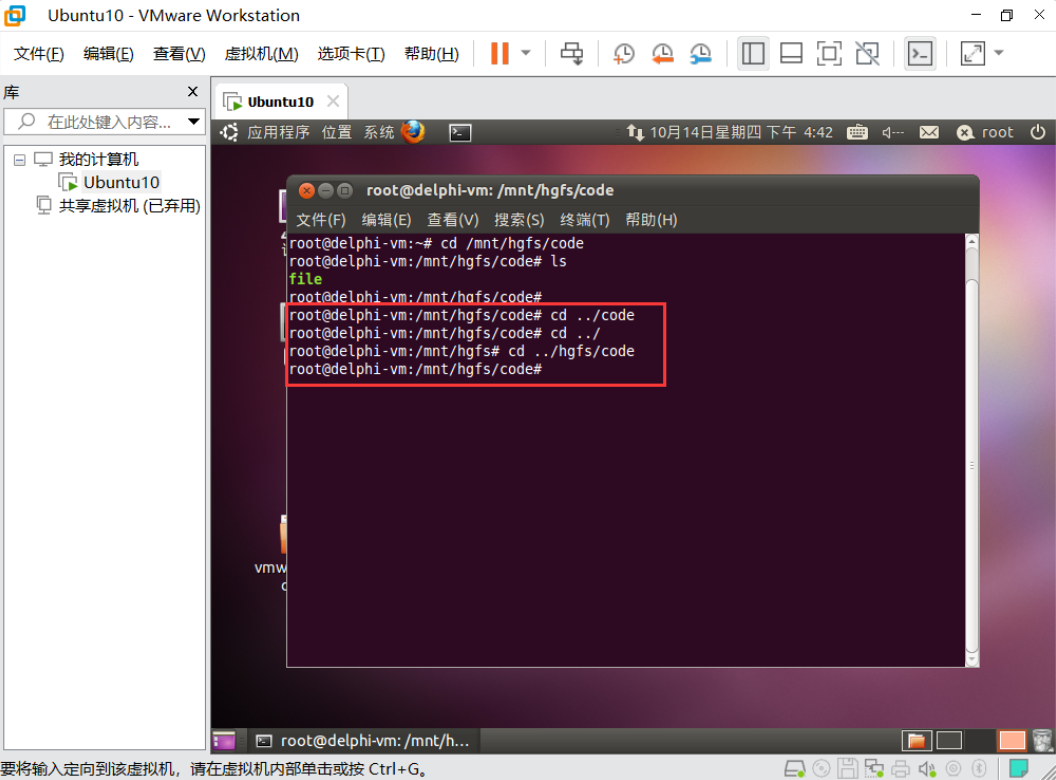 Ubuntu10 - VMware Workstation
文件(F) 编辑(E) 查看(V) 虚拟机(M) 选项卡(T) 帮助(H)
库
在此处键入内容...
我的计算机
Ubuntu10
共享虚拟机 (已弃用)
Ubuntu10
应用程序 位置 系统 10月14日星期四 下午 4:42 root
root@delphi-vm: /mnt/hgfs/code
文件(F) 编辑(E) 查看(V) 搜索(S) 终端(T) 帮助(H)
root@delphi-vm:~# cd /mnt/hgfs/code
root@delphi-vm:/mnt/hgfs/code# ls
file
root@delphi-vm:/mnt/hgfs/code#
root@delphi-vm:/mnt/hgfs/code# cd ../code
root@delphi-vm:/mnt/hgfs/code# cd ../
root@delphi-vm:/mnt/hgfs# cd ../hgfs/code
root@delphi-vm:/mnt/hgfs/code#
vmw
root@delphi-vm: /mnt/h...
要将输入定向到该虚拟机，请在虚拟机内部单击或按 Ctrl+G。